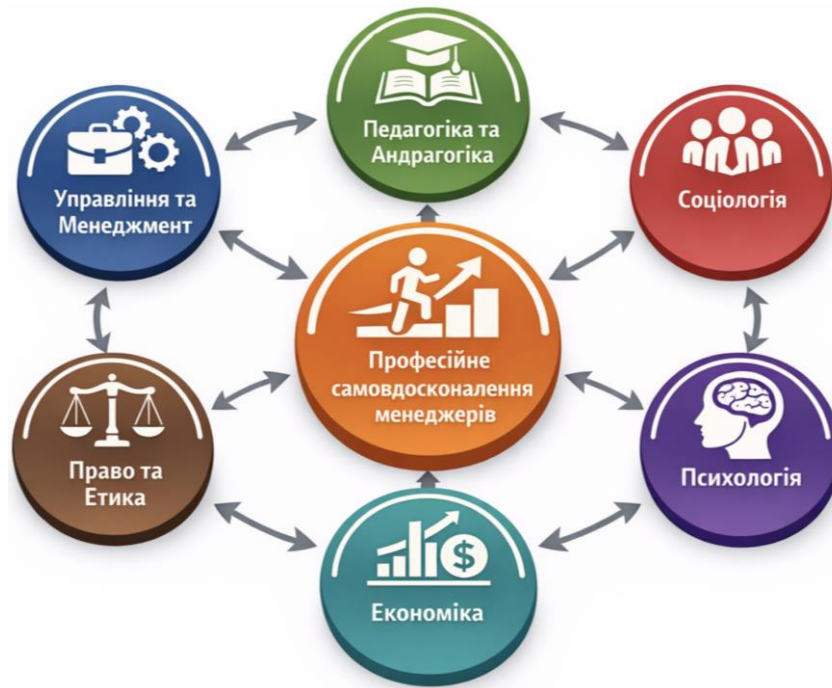 Педагогіка та
Андрагогіка
Управління та
Менеджмент
Соціологія
Професійне
самовдосконалення
менеджерів
Право та
Етика
Психологія
$
Економіка